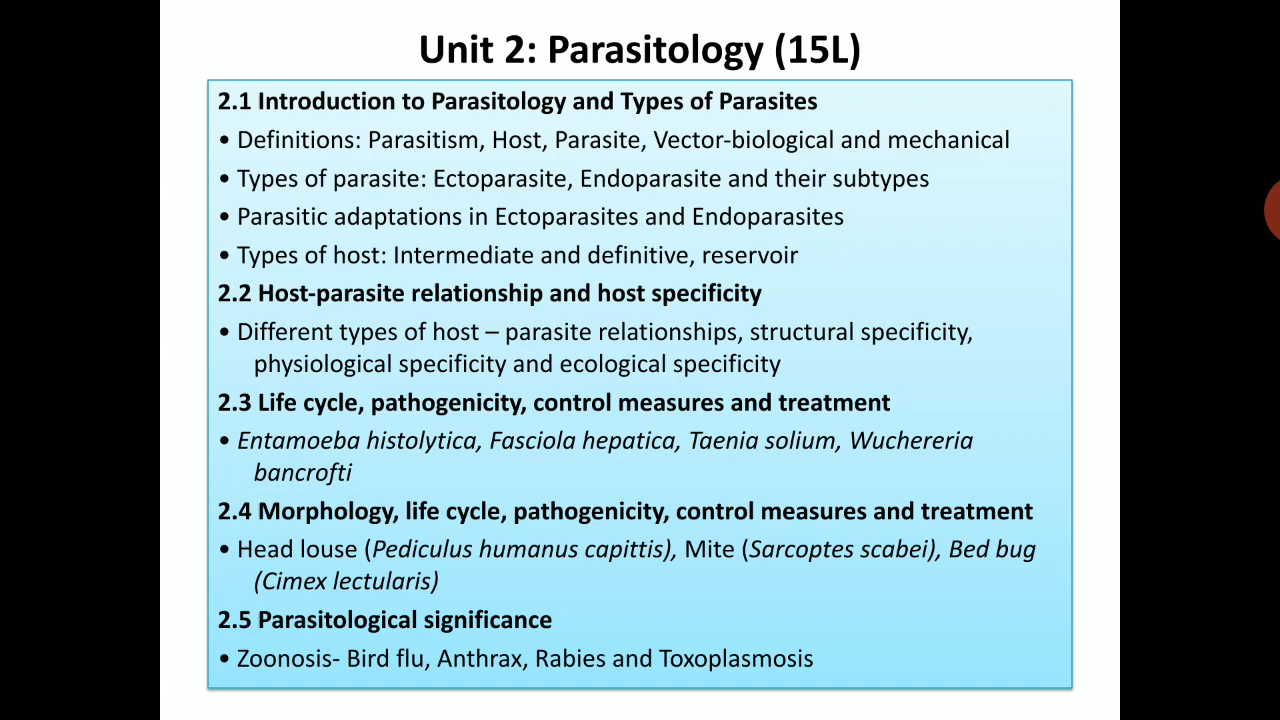 Unit 2: Parasitology (15L)
2.1 Introduction to Parasitology and Types of Parasites
• Definitions: Parasitism, Host, Parasite, Vector-biological and mechanical
• Types of parasite: Ectoparasite, Endoparasite and their subtypes
• Parasitic adaptations in Ectoparasites and Endoparasites
• Types of host: Intermediate and definitive, reservoir
2.2 Host-parasite relationship and host specificity
• Different types of host – parasite relationships, structural specificity,
physiological specificity and ecological specificity
2.3 Life cycle, pathogenicity, control measures and treatment
• Entamoeba histolytica, Fasciola hepatica, Taenia solium, Wuchereria
bancrofti
2.4 Morphology, life cycle, pathogenicity, control measures and treatment
• Head louse (Pediculus humanus capittis), Mite (Sarcoptes scabei), Bed bug
(Cimex lectularis)
2.5 Parasitological significance
• Zoonosis- Bird flu, Anthrax, Rabies and Toxoplasmosis